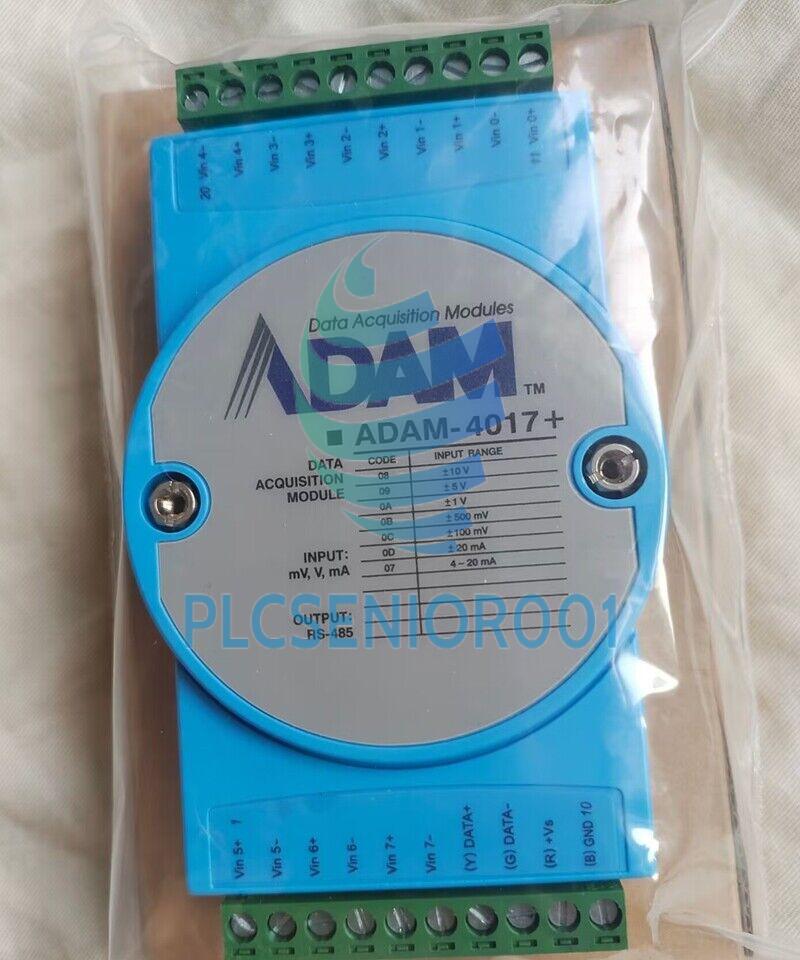 20 Vin 4- Vin 4+ Vin 3- Vin 3+ Vin 2- Vin 2+ Vin 1- Vin 1+ Vin 0- 11 Vin 0+
Data Acquisition Modules
ADAM TM
ADAM-4017+
DATA
ACQUISITION
MODULE
CODE INPUT RANGE
08 ±10 V
09 ±5 V
0A ±1 V
0B ±500 mV
0C ±100 mV
0D ±20 mA
07 4~20 mA
INPUT:
mV, V, mA
OUTPUT:
RS-485
PLCSENIOR001
Vin 5+ 1 Vin 5- Vin 6+ Vin 6- Vin 7+ Vin 7- (Y) DATA+ (G) DATA- (R) +Vs (B) GND 10